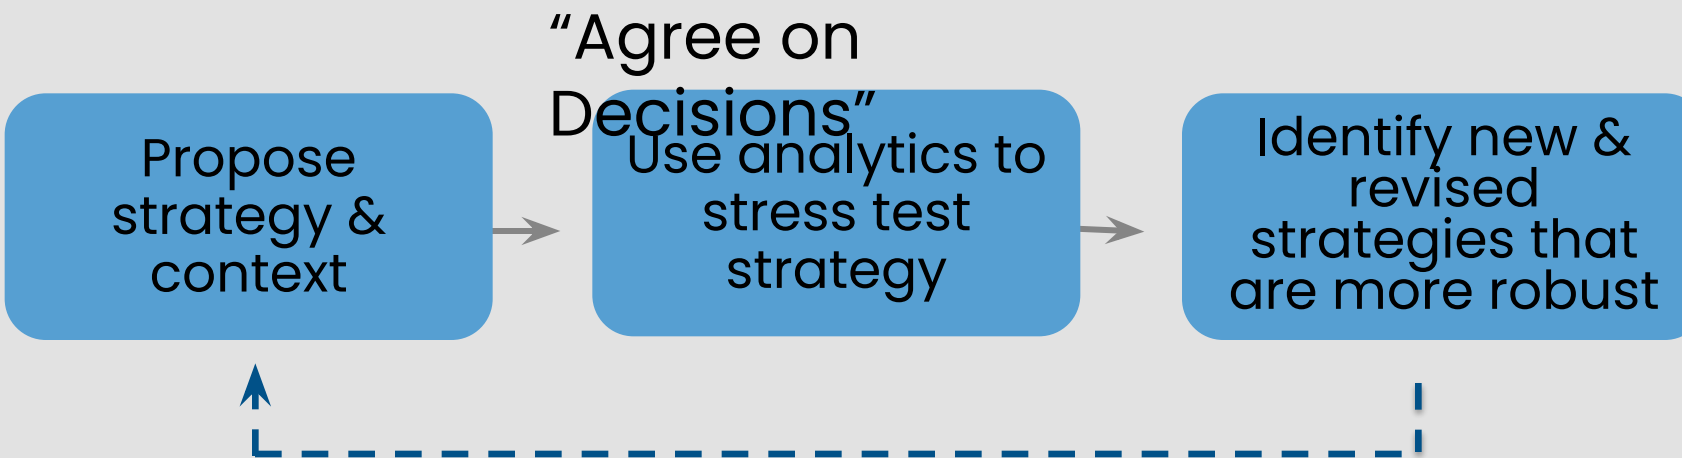 “Agree on
Decisions”
Propose
strategy &
context
Use analytics to
stress test
strategy
Identify new &
revised
strategies that
are more robust